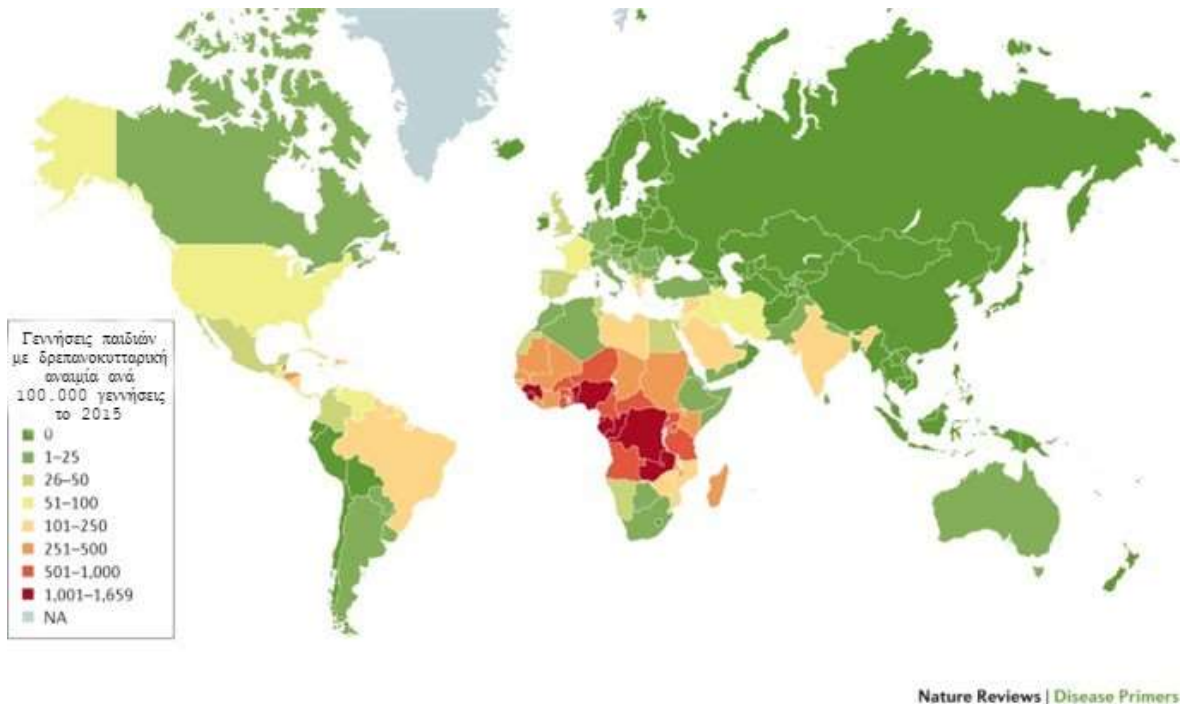 Γεννήσεις παιδιών
με δρεπανοκυτταρική
αναιμία ανά
100.000 γεννήσεις
το 2015
0
1–25
26–50
51–100
101–250
251–500
501–1,000
1,001–1,659
NA
Nature Reviews | Disease Primers